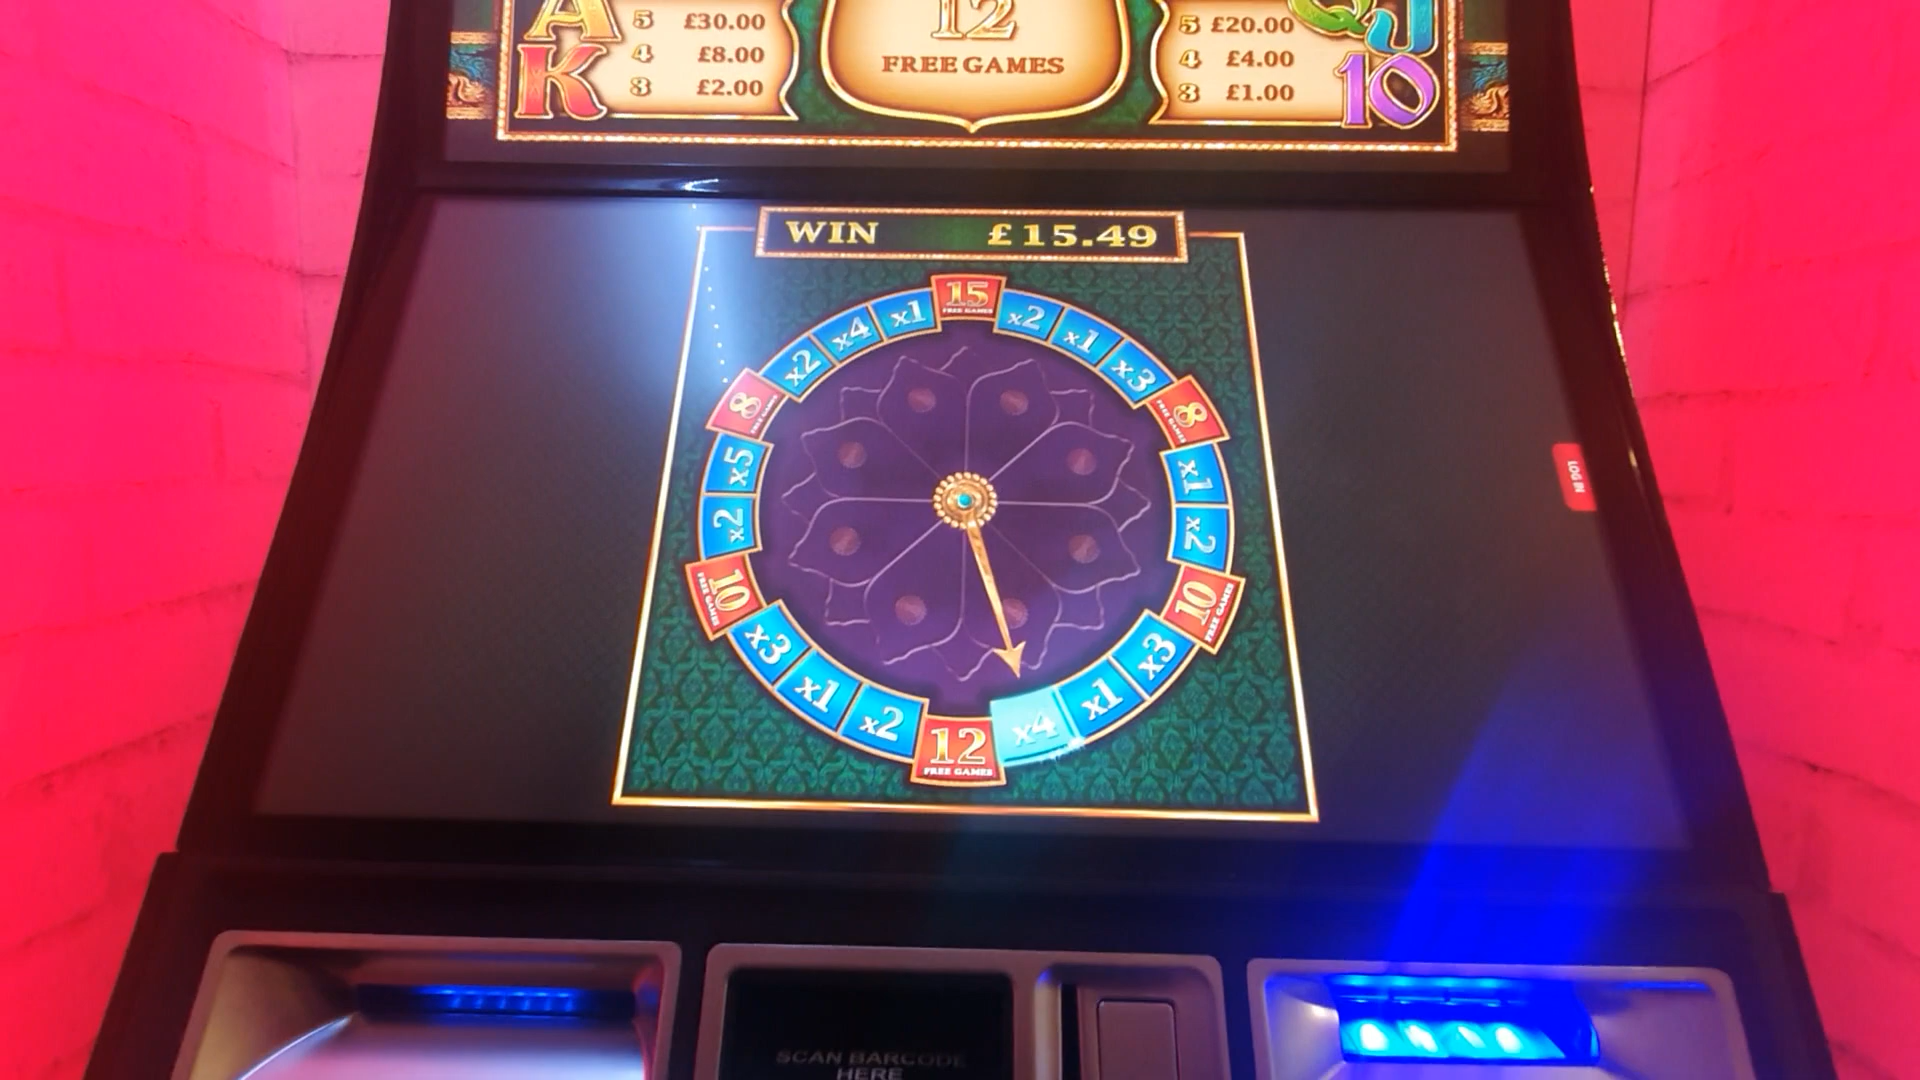 A
K
5 £30.00
4 £8.00
3 £2.00
12
FREE GAMES
5 £20.00
4 £4.00
3 £1.00
Q J
10
WIN £15.49
15
FREE GAMES
x2
x1
x3
8
FREE GAMES
x1
x2
10
FREE GAMES
x3
x1
x4
12
FREE GAMES
x2
x1
x3
10
FREE GAMES
x2
x5
8
FREE GAMES
x2
x4
x1
LOG IN
SCAN BARCODE
HERE